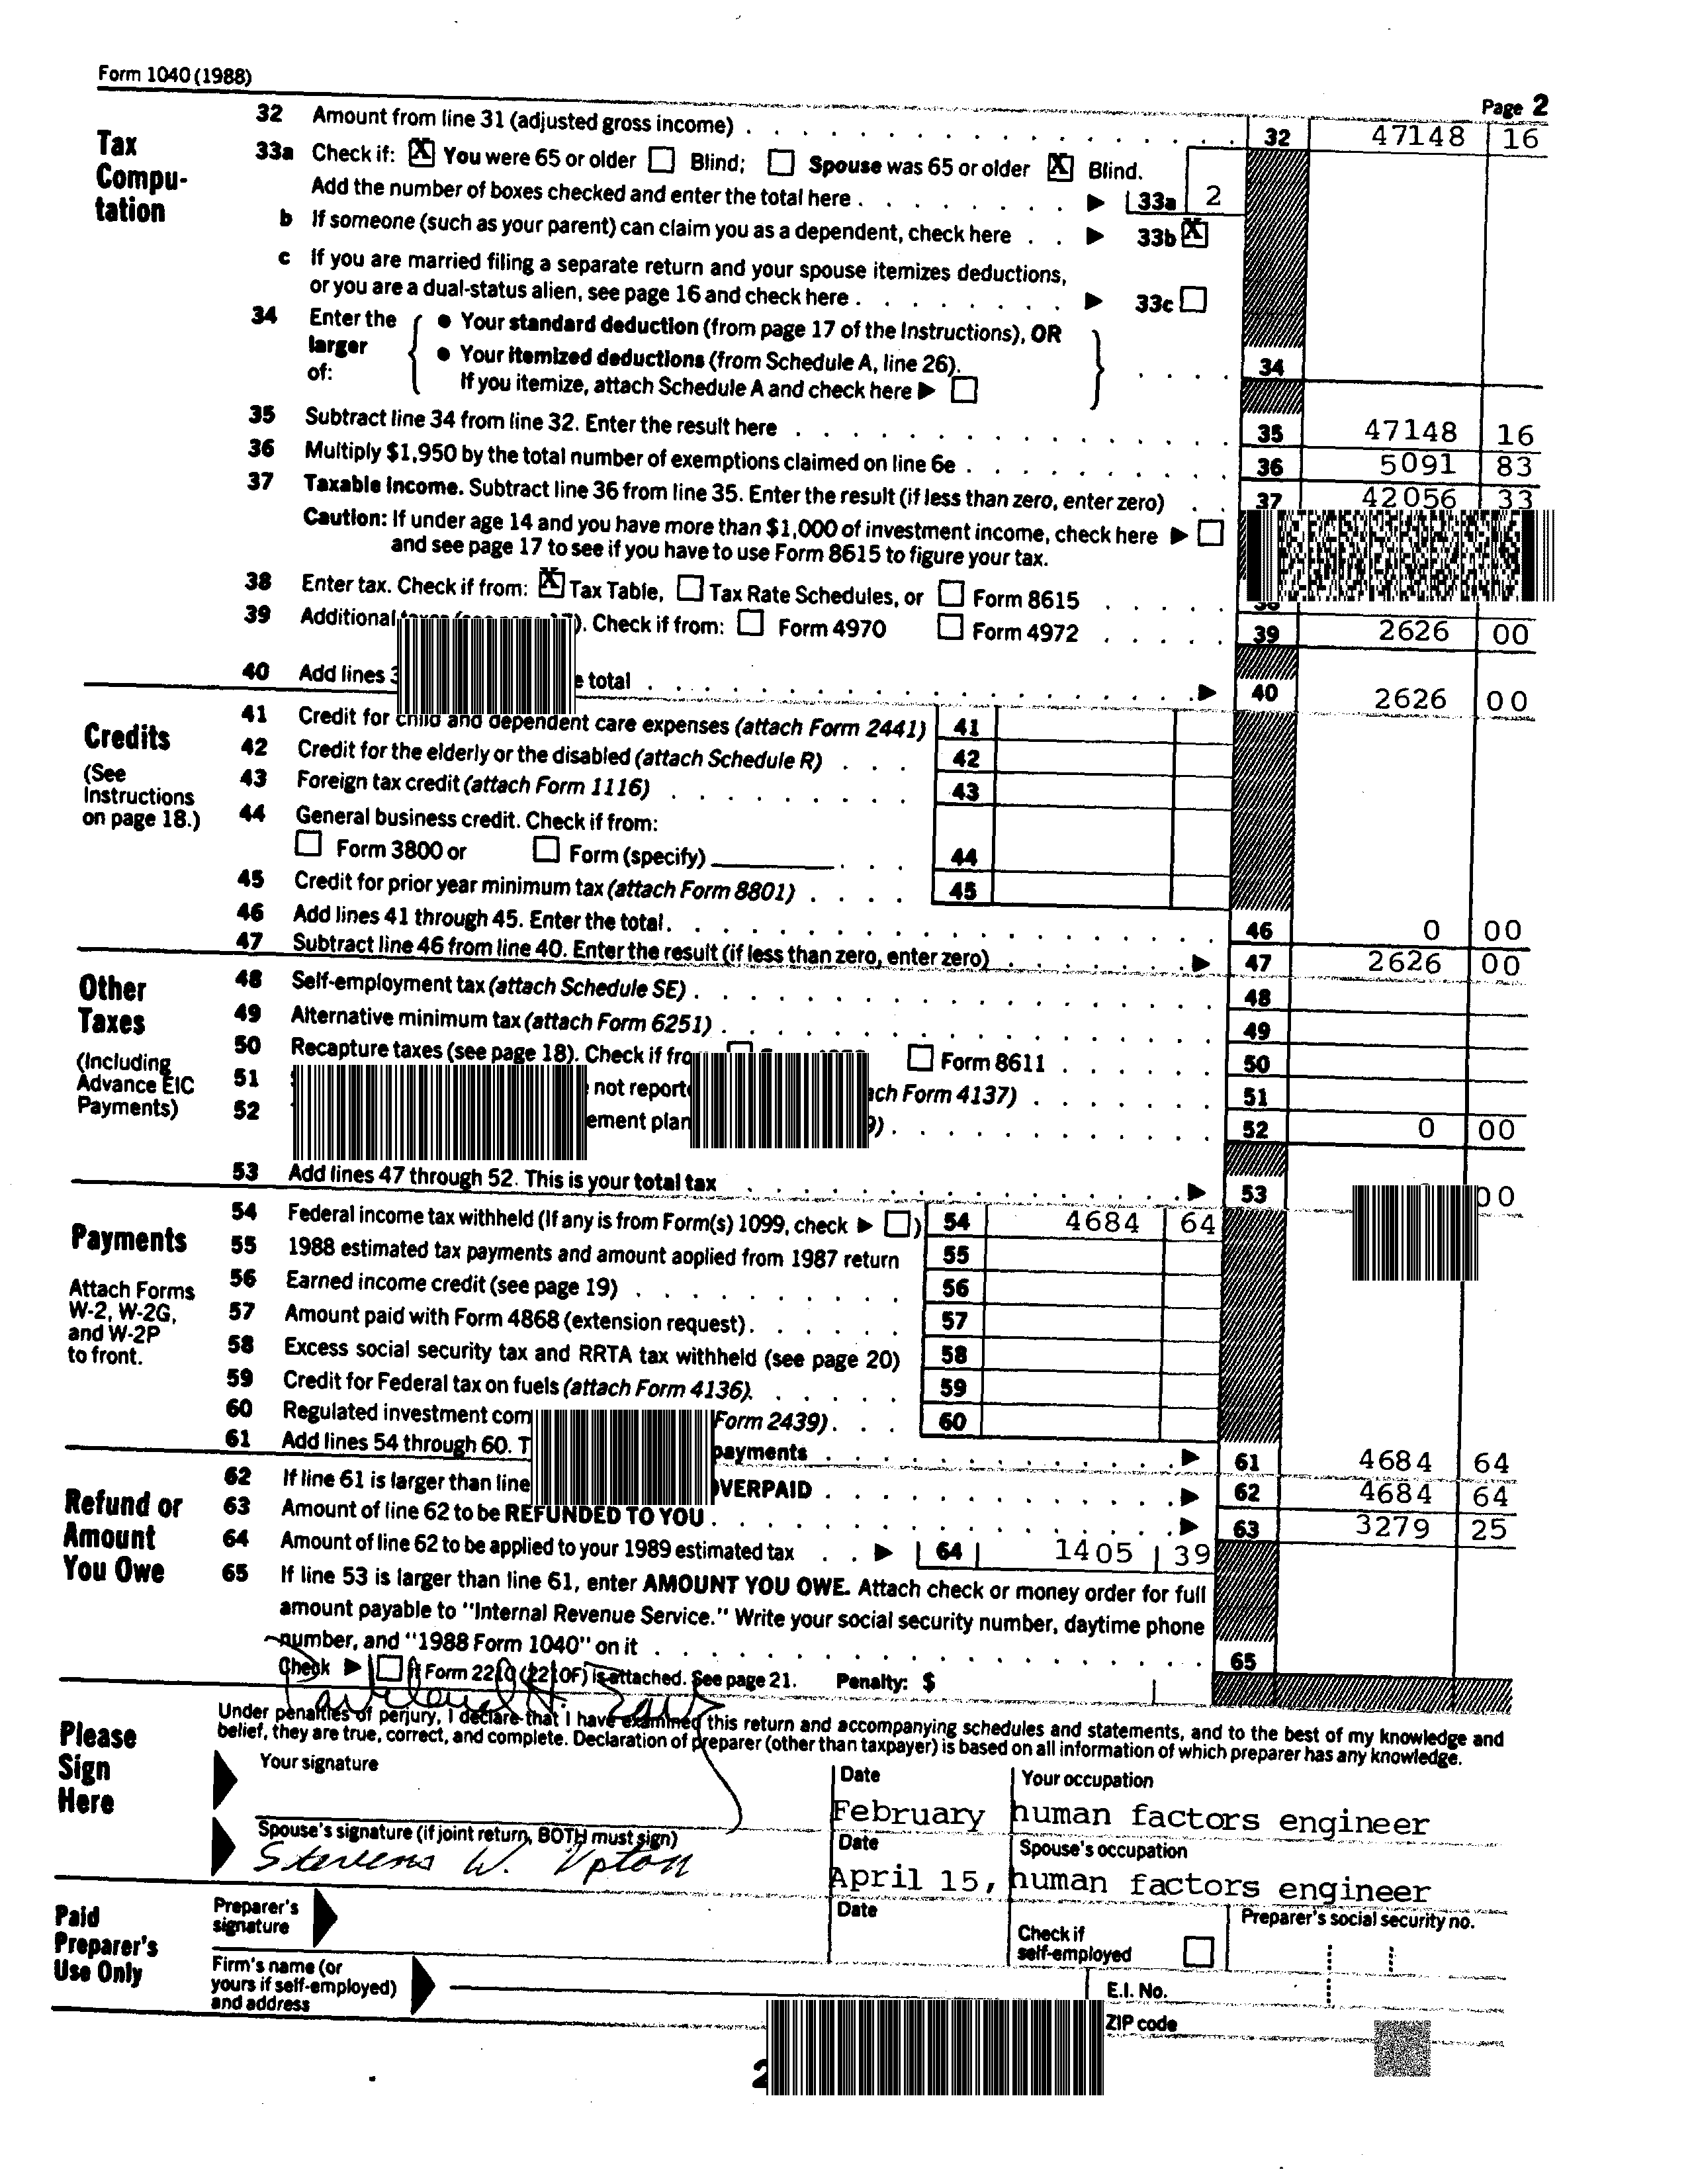 Form 1040 (1988)
Page 2
Tax
Compu-
tation
32 Amount from line 31 (adjusted gross income) . . . . 32 47148 16
33a Check if: [X] You were 65 or older [ ] Blind; [ ] Spouse was 65 or older [X] Blind.
Add the number of boxes checked and enter the total here . . . ▶ 33a 2
b If someone (such as your parent) can claim you as a dependent, check here . . ▶ 33b [X]
c If you are married filing a separate return and your spouse itemizes deductions,
or you are a dual-status alien, see page 16 and check here . . . ▶ 33c [ ]
34 Enter the larger of:
• Your standard deduction (from page 17 of the Instructions), OR
• Your itemized deductions (from Schedule A, line 26).
If you itemize, attach Schedule A and check here ▶ [ ] . . . . 34
35 Subtract line 34 from line 32. Enter the result here . . . . 35 47148 16
36 Multiply $1,950 by the total number of exemptions claimed on line 6e . . . . 36 5091 83
37 Taxable income. Subtract line 36 from line 35. Enter the result (if less than zero, enter zero) . . 37 42056 33
Caution: If under age 14 and you have more than $1,000 of investment income, check here ▶ [ ]
and see page 17 to see if you have to use Form 8615 to figure your tax.
38 Enter tax. Check if from: [X] Tax Table, [ ] Tax Rate Schedules, or [ ] Form 8615 . . . .
39 Additional ). Check if from: [ ] Form 4970 [ ] Form 4972 . . . . 39 2626 00
40 Add lines total . . . . ▶ 40 2626 00
Credits
(See
Instructions
on page 18.)
41 Credit for child and dependent care expenses (attach Form 2441) 41
42 Credit for the elderly or the disabled (attach Schedule R) . . . 42
43 Foreign tax credit (attach Form 1116) . . . . 43
44 General business credit. Check if from:
[ ] Form 3800 or [ ] Form (specify) . . . 44
45 Credit for prior year minimum tax (attach Form 8801) . . . . 45
46 Add lines 41 through 45. Enter the total . . . . 46 0 00
47 Subtract line 46 from line 40. Enter the result (if less than zero, enter zero) . . . . ▶ 47 2626 00
Other
Taxes
(Including
Advance EIC
Payments)
48 Self-employment tax (attach Schedule SE) . . . . 48
49 Alternative minimum tax (attach Form 6251) . . . . 49
50 Recapture taxes (see page 18). Check if [ ] Form 8611 . . . . 50
51 not Form 4137) . . . . 51
52 plan . . . . 52 0 00
53 Add lines 47 through 52. This is your total tax . . . . ▶ 53 00
Payments
Attach Forms
W-2, W-2G,
and W-2P
to front.
54 Federal income tax withheld (If any is from Form(s) 1099, check ▶ [ ] ) 54 4684 64
55 1988 estimated tax payments and amount applied from 1987 return 55
56 Earned income credit (see page 19) . . . . 56
57 Amount paid with Form 4868 (extension request) . . . . 57
58 Excess social security tax and RRTA tax withheld (see page 20) 58
59 Credit for Federal tax on fuels (attach Form 4136) . . . . 59
60 Regulated investment Form 2439) . . . 60
61 Add lines 54 through 60. payments . . . . ▶ 61 4684 64
Refund or
Amount
You Owe
62 If line 61 is larger than line OVERPAID . . . . ▶ 62 4684 64
63 Amount of line 62 to be REFUNDED TO YOU . . . . ▶ 63 3279 25
64 Amount of line 62 to be applied to your 1989 estimated tax . . ▶ 64 1405 39
65 If line 53 is larger than line 61, enter AMOUNT YOU OWE. Attach check or money order for full
amount payable to "Internal Revenue Service." Write your social security number, daytime phone
number, and "1988 Form 1040" on it . . . . 65
Check ▶ [ ] if Form 2210 (2210F) is attached. See page 21. Penalty: $
Please
Sign
Here
Under penalties of perjury, I declare that I have examined this return and accompanying schedules and statements, and to the best of my knowledge and
belief, they are true, correct, and complete. Declaration of preparer (other than taxpayer) is based on all information of which preparer has any knowledge.
Your signature
Date
February
Your occupation
human factors engineer
Spouse's signature (if joint return, BOTH must sign)
Stevens W. Upton
Date
April 15,
Spouse's occupation
human factors engineer
Paid
Preparer's
Use Only
Preparer's
signature
Date
Check if
self-employed [ ]
Preparer's social security no.
Firm's name (or
yours if self-employed)
and address
E.I. No.
ZIP code